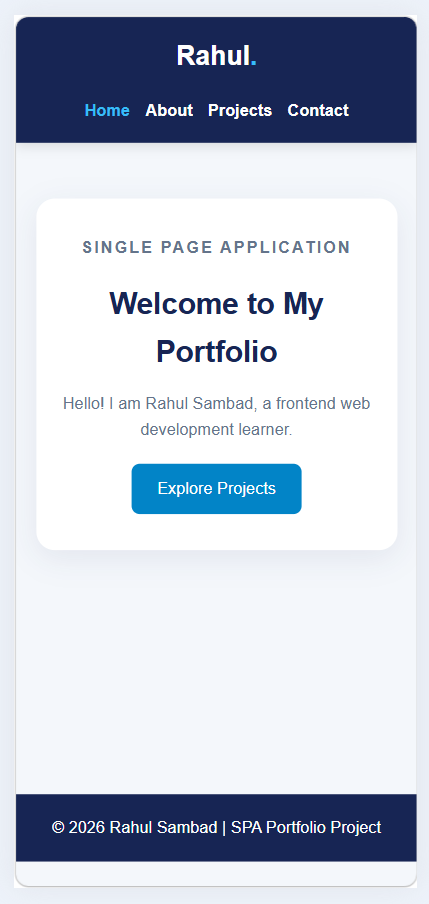 Rahul.
Home About Projects Contact
SINGLE PAGE APPLICATION
Welcome to My
Portfolio
Hello! I am Rahul Sambad, a frontend web
development learner.
Explore Projects
© 2026 Rahul Sambad | SPA Portfolio Project